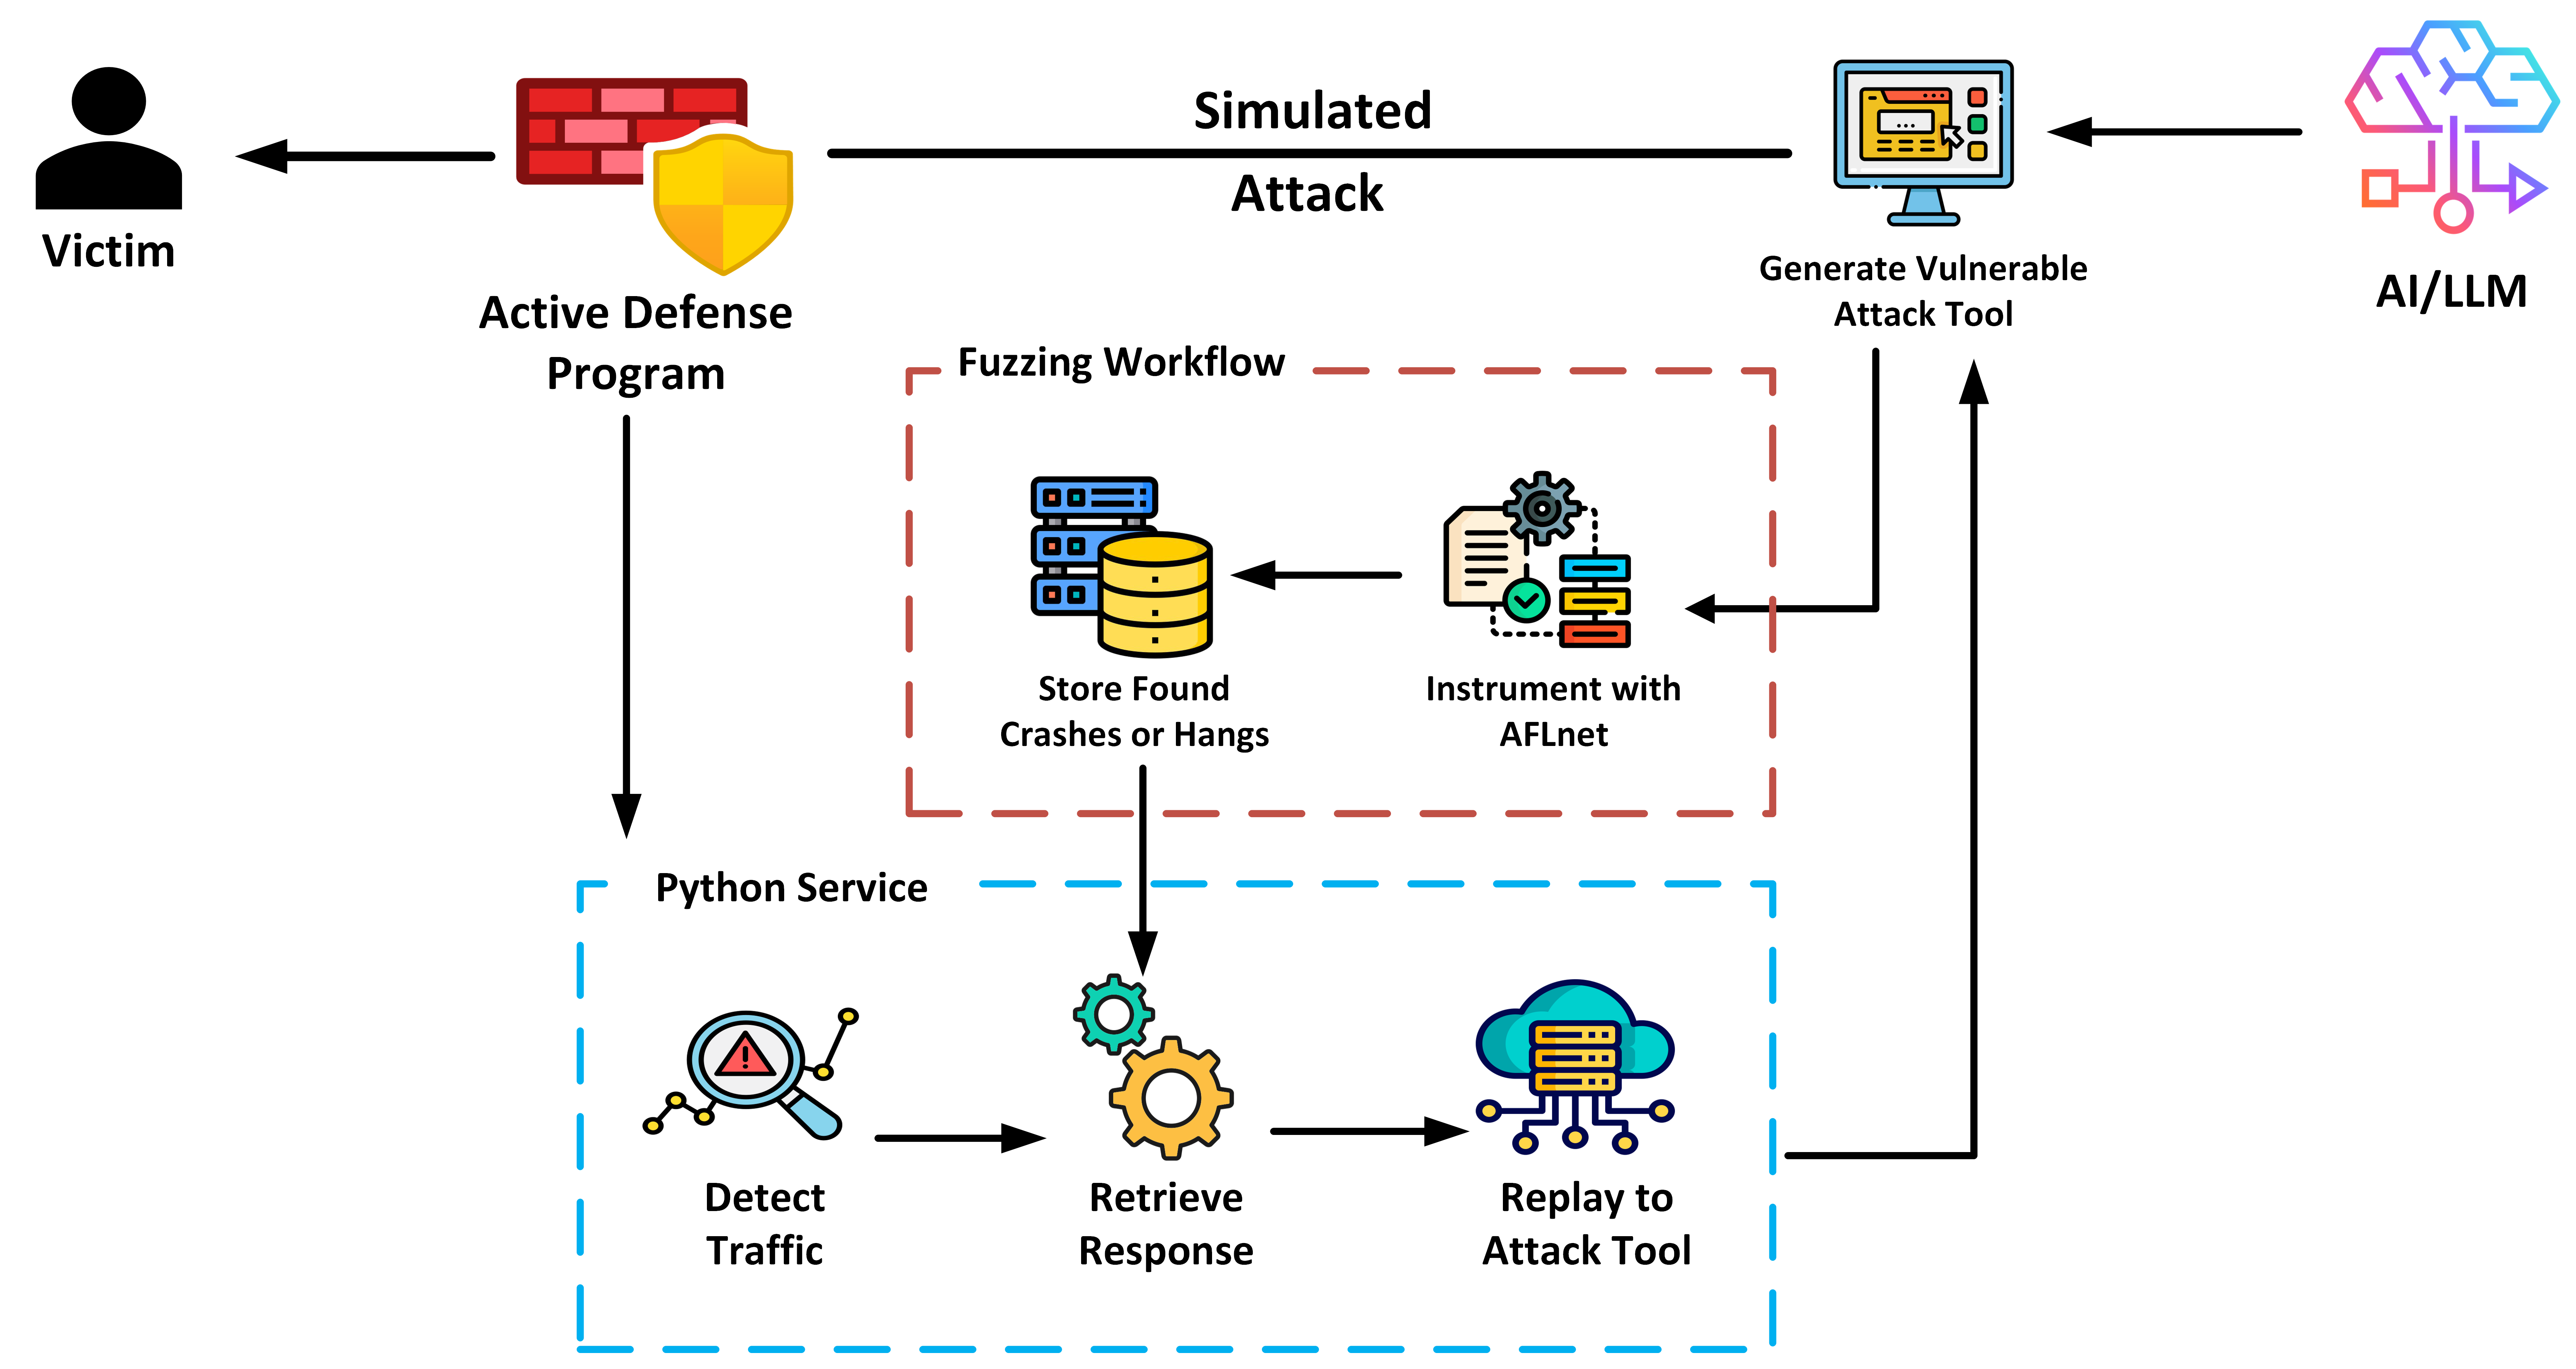 Victim
Active Defense
Program
Simulated
Attack
Generate Vulnerable
Attack Tool
AI/LLM
Fuzzing Workflow
Store Found
Crashes or Hangs
Instrument with
AFLnet
Python Service
Detect
Traffic
Retrieve
Response
Replay to
Attack Tool